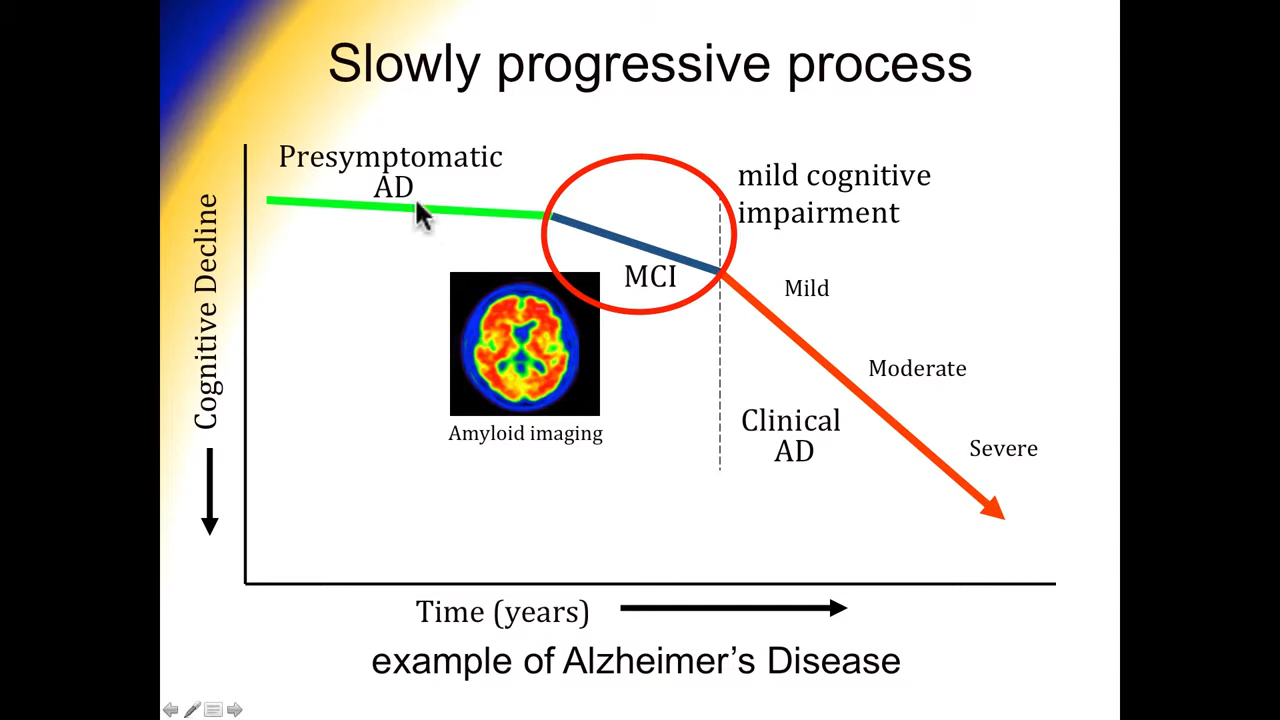 Slowly progressive process
Presymptomatic
AD
mild cognitive
impairment
MCI
Mild
Moderate
Severe
Clinical
AD
Amyloid imaging
Cognitive Decline
Time (years)
example of Alzheimer’s Disease